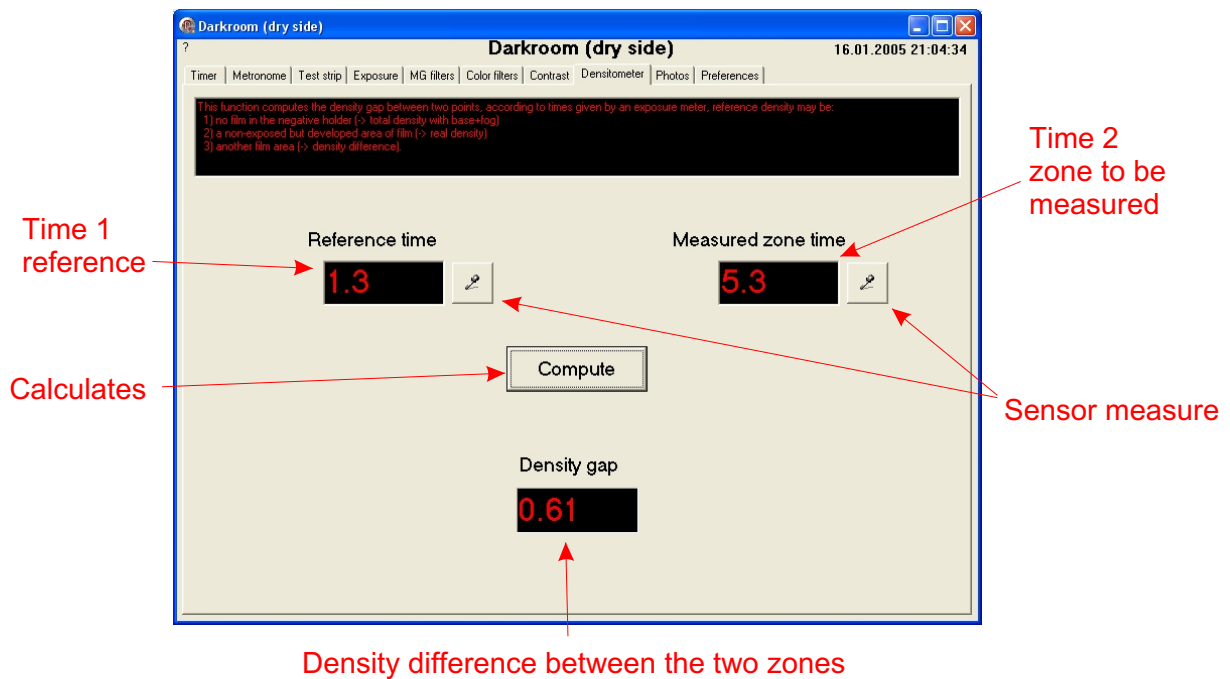 Darkroom (dry side)
?
Darkroom (dry side)
16.01.2005 21:04:34
Timer
Metronome
Test strip
Exposure
MG filters
Color filters
Contrast
Densitometer
Photos
Preferences
This function computes the density gap between two points, according to times given by an exposure meter, reference density may be:
1) no film in the negative holder (-> total density with base+fog)
2) a non-exposed but developed area of film (-> real density)
3) another film area (-> density difference).
Time 1
reference
Time 2
zone to be
measured
Reference time
1.3
Measured zone time
5.3
Calculates
Compute
Sensor measure
Density gap
0.61
Density difference between the two zones